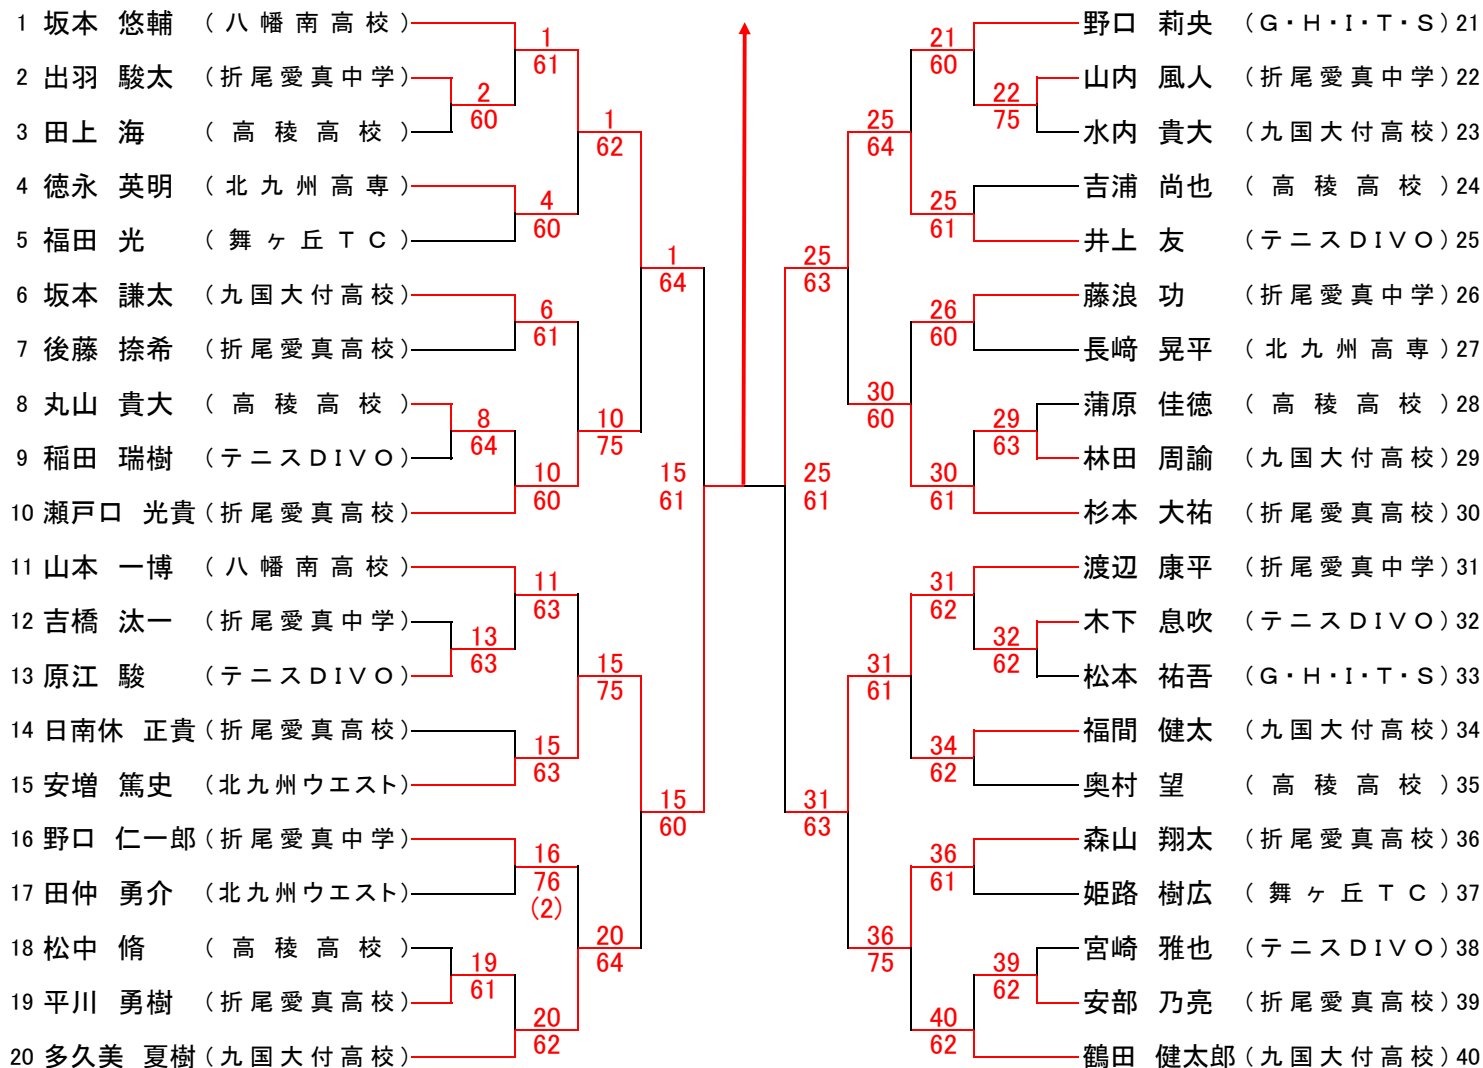 1 坂本 悠輔 (八幡南高校)
2 出羽 駿太 (折尾愛真中学)
3 田上 海 (高稜高校)
4 徳永 英明 (北九州高専)
5 福田 光 (舞ヶ丘TC)
6 坂本 謙太 (九国大付高校)
7 後藤 捺希 (折尾愛真高校)
8 丸山 貴大 (高稜高校)
9 稲田 瑞樹 (テニスDIVO)
10 瀬戸口 光貴 (折尾愛真高校)
11 山本 一博 (八幡南高校)
12 吉橋 汰一 (折尾愛真中学)
13 原江 駿 (テニスDIVO)
14 日南休 正貴 (折尾愛真高校)
15 安増 篤史 (北九州ウエスト)
16 野口 仁一郎 (折尾愛真中学)
17 田仲 勇介 (北九州ウエスト)
18 松中 脩 (高稜高校)
19 平川 勇樹 (折尾愛真高校)
20 多久美 夏樹 (九国大付高校)
2
60
8
64
13
63
19
61
1
61
4
60
6
61
10
60
11
63
15
63
16
76
(2)
20
62
1
62
10
75
15
75
20
64
1
64
15
60
15
61
25
61
25
63
31
63
25
64
30
60
31
61
36
75
21
60
25
61
26
60
30
61
31
62
34
62
36
61
40
62
22
75
29
63
32
62
39
62
野口 莉央 (G・H・I・T・S) 21
山内 風人 (折尾愛真中学) 22
水内 貴大 (九国大付高校) 23
吉浦 尚也 (高稜高校) 24
井上 友 (テニスDIVO) 25
藤浪 功 (折尾愛真中学) 26
長﨑 晃平 (北九州高専) 27
蒲原 佳徳 (高稜高校) 28
林田 周諭 (九国大付高校) 29
杉本 大祐 (折尾愛真高校) 30
渡辺 康平 (折尾愛真中学) 31
木下 息吹 (テニスDIVO) 32
松本 祐吾 (G・H・I・T・S) 33
福間 健太 (九国大付高校) 34
奥村 望 (高稜高校) 35
森山 翔太 (折尾愛真高校) 36
姫路 樹広 (舞ヶ丘TC) 37
宮崎 雅也 (テニスDIVO) 38
安部 乃亮 (折尾愛真高校) 39
鶴田 健太郎 (九国大付高校) 40